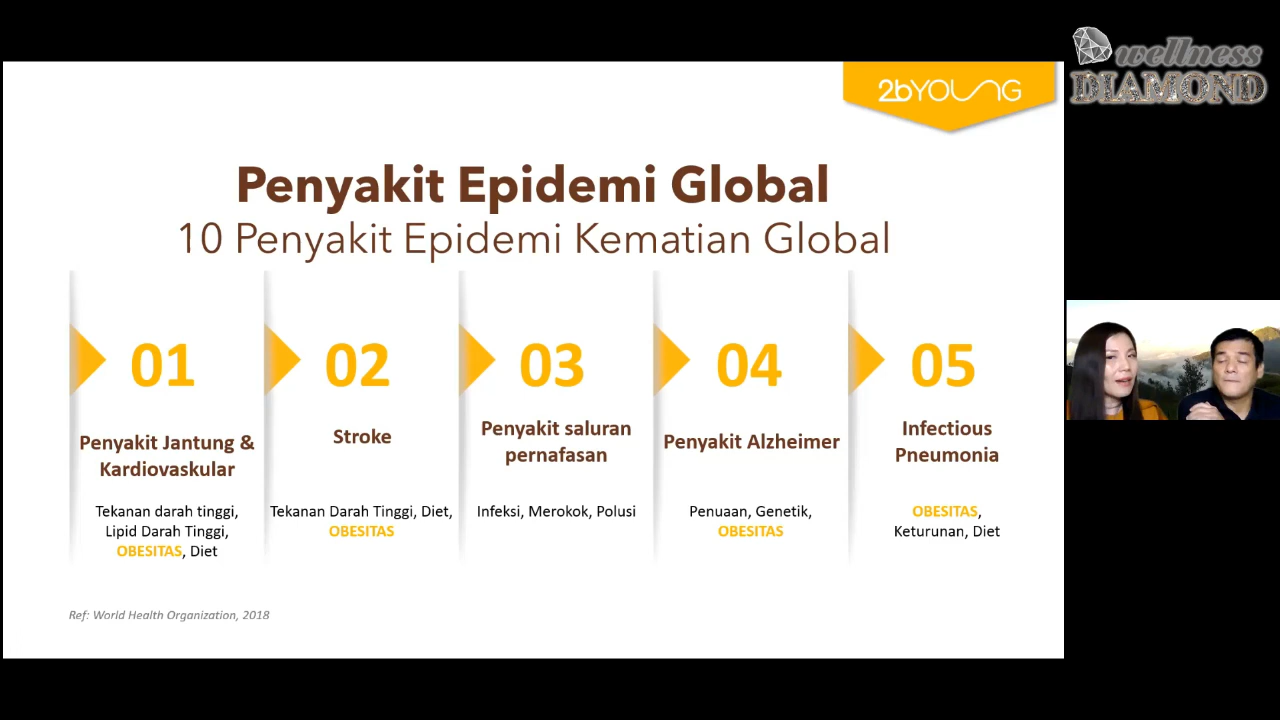 wellness
DIAMOND
2bYOUNG
Penyakit Epidemi Global
10 Penyakit Epidemi Kematian Global
01
Penyakit Jantung &
Kardiovaskular
Tekanan darah tinggi,
Lipid Darah Tinggi,
OBESITAS, Diet
02
Stroke
Tekanan Darah Tinggi, Diet,
OBESITAS
03
Penyakit saluran
pernafasan
Infeksi, Merokok, Polusi
04
Penyakit Alzheimer
Penuaan, Genetik,
OBESITAS
05
Infectious
Pneumonia
OBESITAS,
Keturunan, Diet
Ref: World Health Organization, 2018